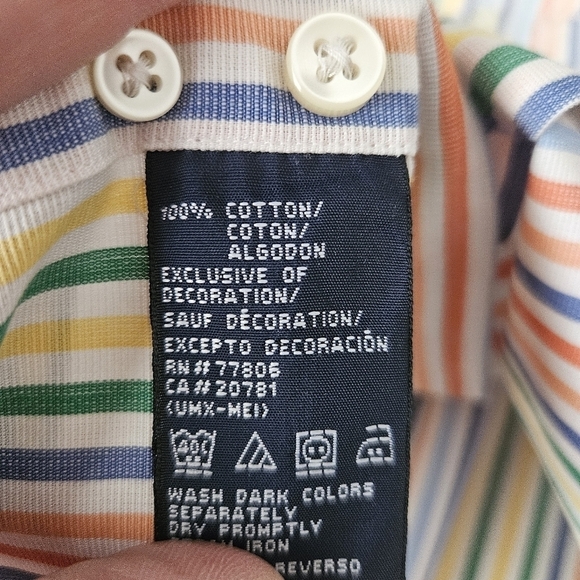 100% COTTON/
COTON/
ALGODON
EXCLUSIVE OF
DECORATION/
SAUF DÉCORATION/
EXCEPTO DECORACIÓN
RN# 77806
CA# 20781
(UMX-MEI)
40C
WASH DARK COLORS
SEPARATELY
DRY PROMPTLY
IRON
REVERSO